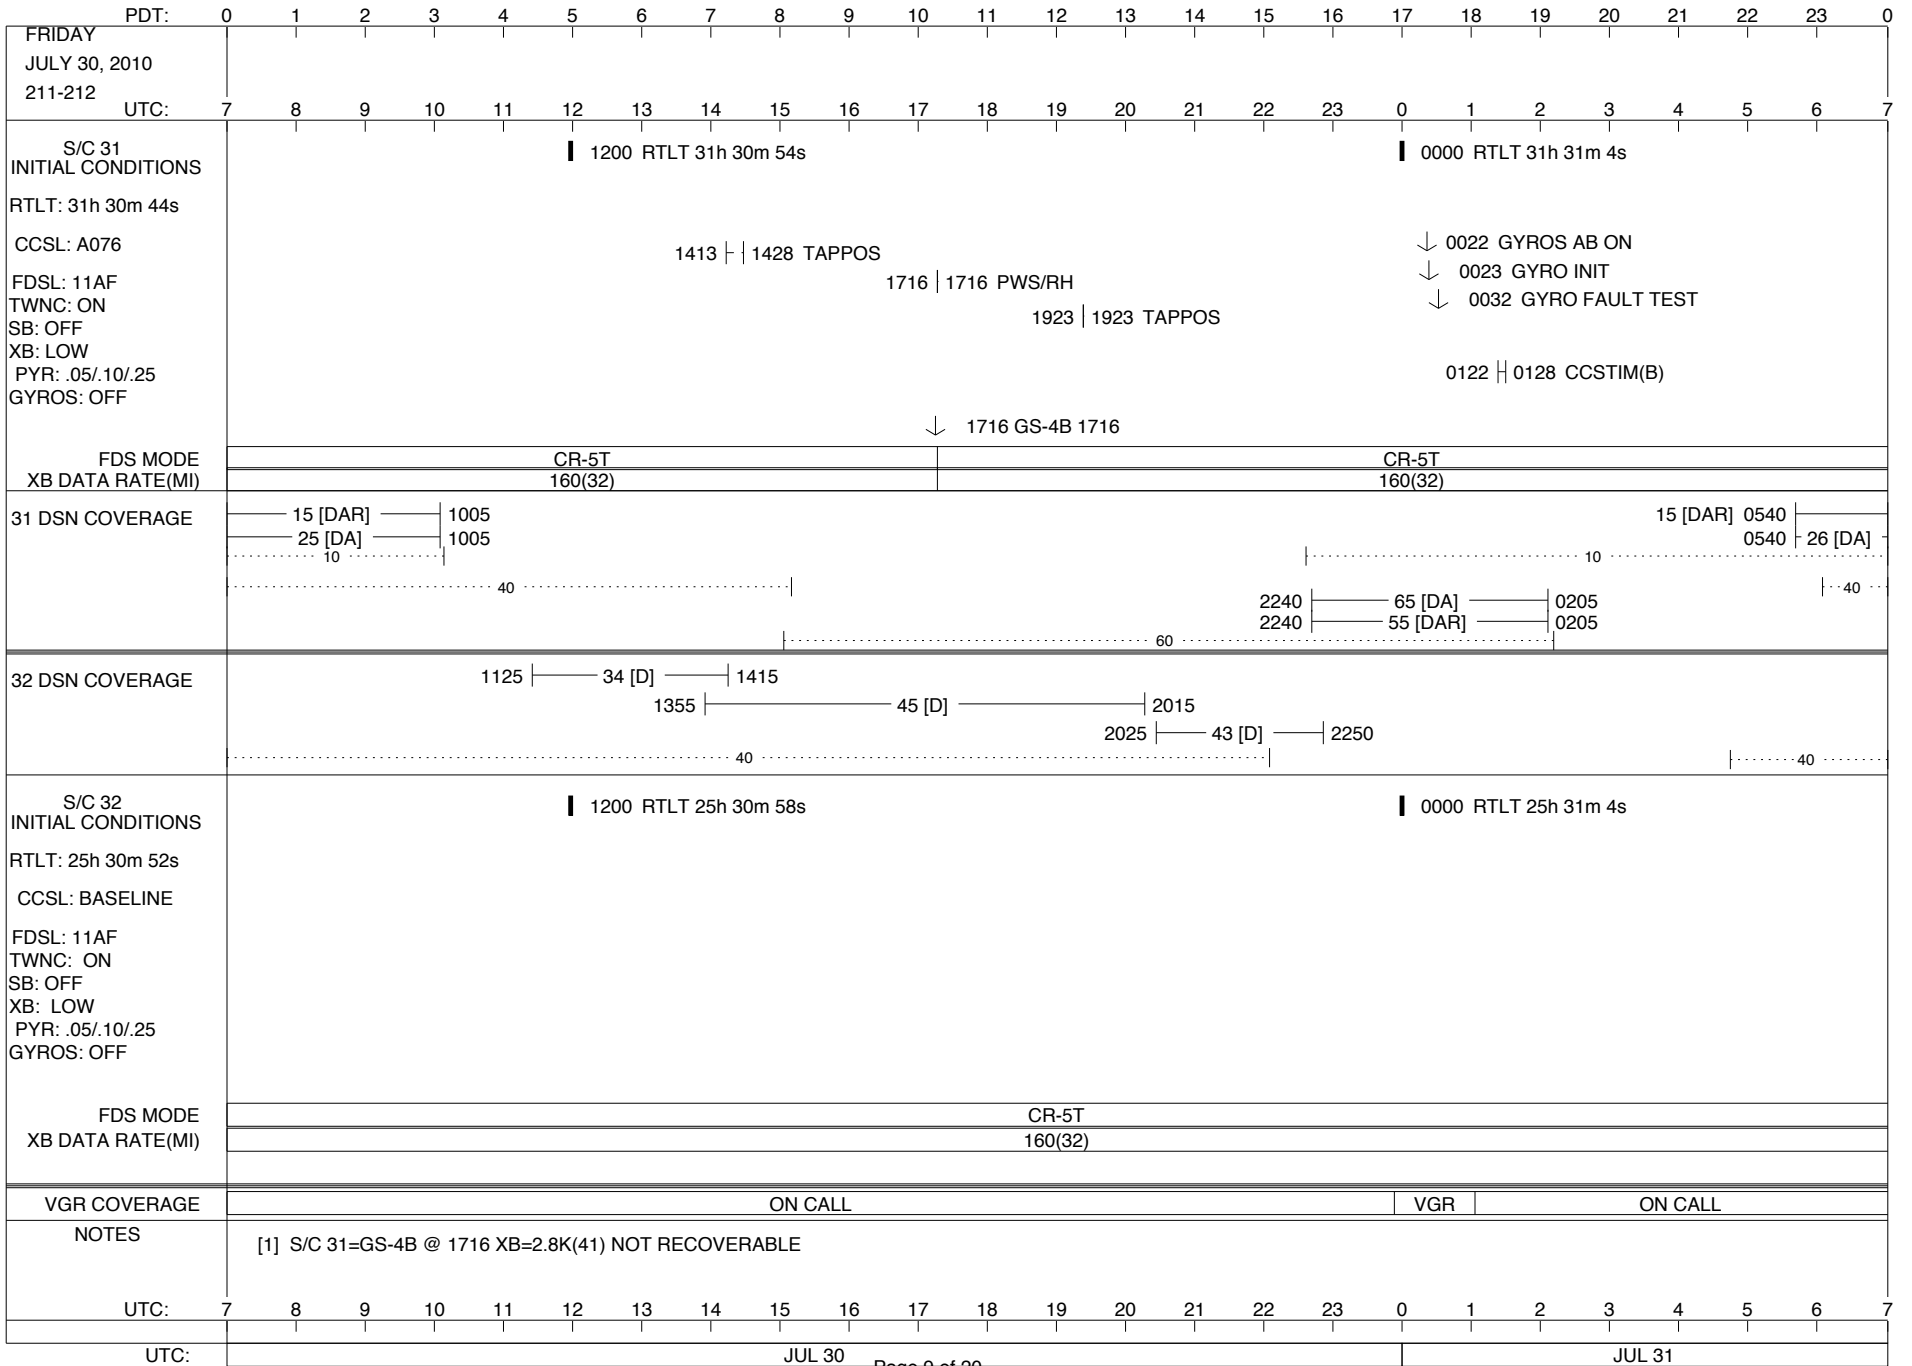 PDT: 0 1 2 3 4 5 6 7 8 9 10 11 12 13 14 15 16 17 18 19 20 21 22 23 0
FRIDAY
JULY 30, 2010
211-212
UTC: 7 8 9 10 11 12 13 14 15 16 17 18 19 20 21 22 23 0 1 2 3 4 5 6 7
S/C 31
INITIAL CONDITIONS
1200 RTLT 31h 30m 54s
0000 RTLT 31h 31m 4s
RTLT: 31h 30m 44s
CCSL: A076
FDSL: 11AF
TWNC: ON
SB: OFF
XB: LOW
PYR: .05/.10/.25
GYROS: OFF
1413 1428 TAPPOS
1716 1716 PWS/RH
1923 1923 TAPPOS
0022 GYROS AB ON
0023 GYRO INIT
0032 GYRO FAULT TEST
0122 0128 CCSTIM(B)
1716 GS-4B 1716
FDS MODE CR-5T CR-5T
XB DATA RATE(MI) 160(32) 160(32)
31 DSN COVERAGE
15 [DAR] 1005 15 [DAR] 0540
25 [DA] 1005 0540 26 [DA]
10 10
40 40
2240 65 [DA] 0205
2240 55 [DAR] 0205
60
32 DSN COVERAGE
1125 34 [D] 1415
1355 45 [D] 2015
2025 43 [D] 2250
40 40
S/C 32
INITIAL CONDITIONS
1200 RTLT 25h 30m 58s
0000 RTLT 25h 31m 4s
RTLT: 25h 30m 52s
CCSL: BASELINE
FDSL: 11AF
TWNC: ON
SB: OFF
XB: LOW
PYR: .05/.10/.25
GYROS: OFF
FDS MODE CR-5T
XB DATA RATE(MI) 160(32)
VGR COVERAGE ON CALL VGR ON CALL
NOTES
[1] S/C 31=GS-4B @ 1716 XB=2.8K(41) NOT RECOVERABLE
UTC: 7 8 9 10 11 12 13 14 15 16 17 18 19 20 21 22 23 0 1 2 3 4 5 6 7
UTC: JUL 30 JUL 31